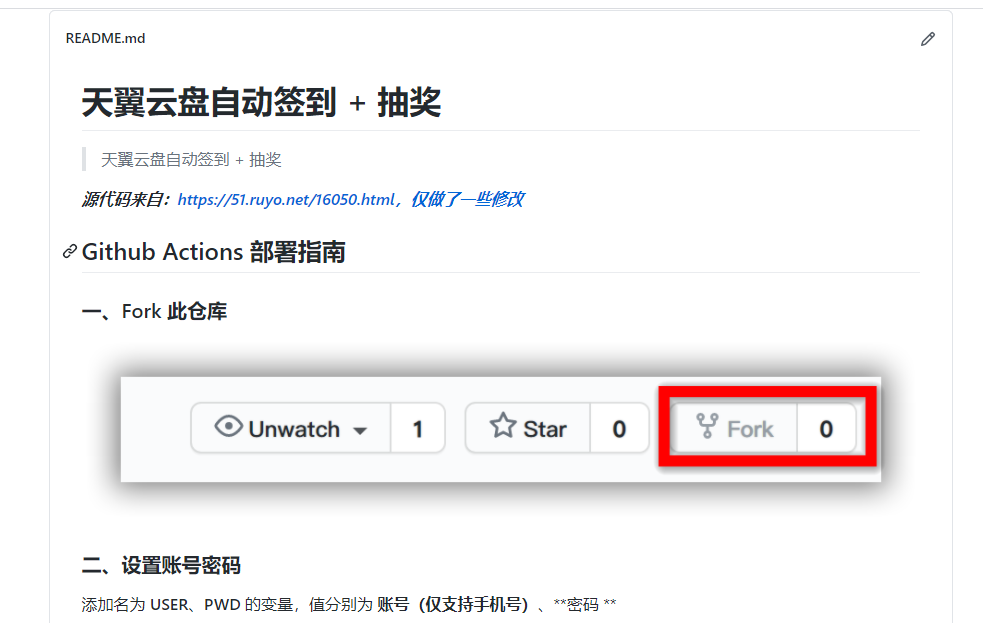 README.md
天翼云盘自动签到 + 抽奖
天翼云盘自动签到 + 抽奖
源代码来自：https://51.ruyo.net/16050.html，仅做了一些修改
Github Actions 部署指南
一、Fork 此仓库
Unwatch 1 Star 0 Fork 0
二、设置账号密码
添加名为 USER、PWD 的变量，值分别为 账号（仅支持手机号）、**密码 **